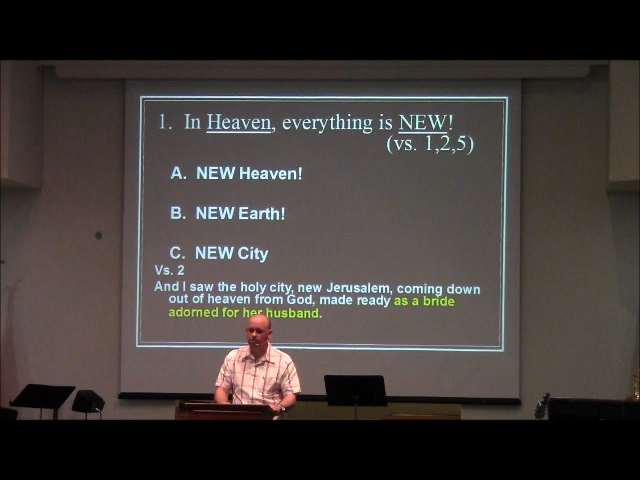 1. In Heaven, everything is NEW!
(vs. 1,2,5)
A. NEW Heaven!
B. NEW Earth!
C. NEW City
Vs. 2
And I saw the holy city, new Jerusalem, coming down
out of heaven from God, made ready as a bride
adorned for her husband.